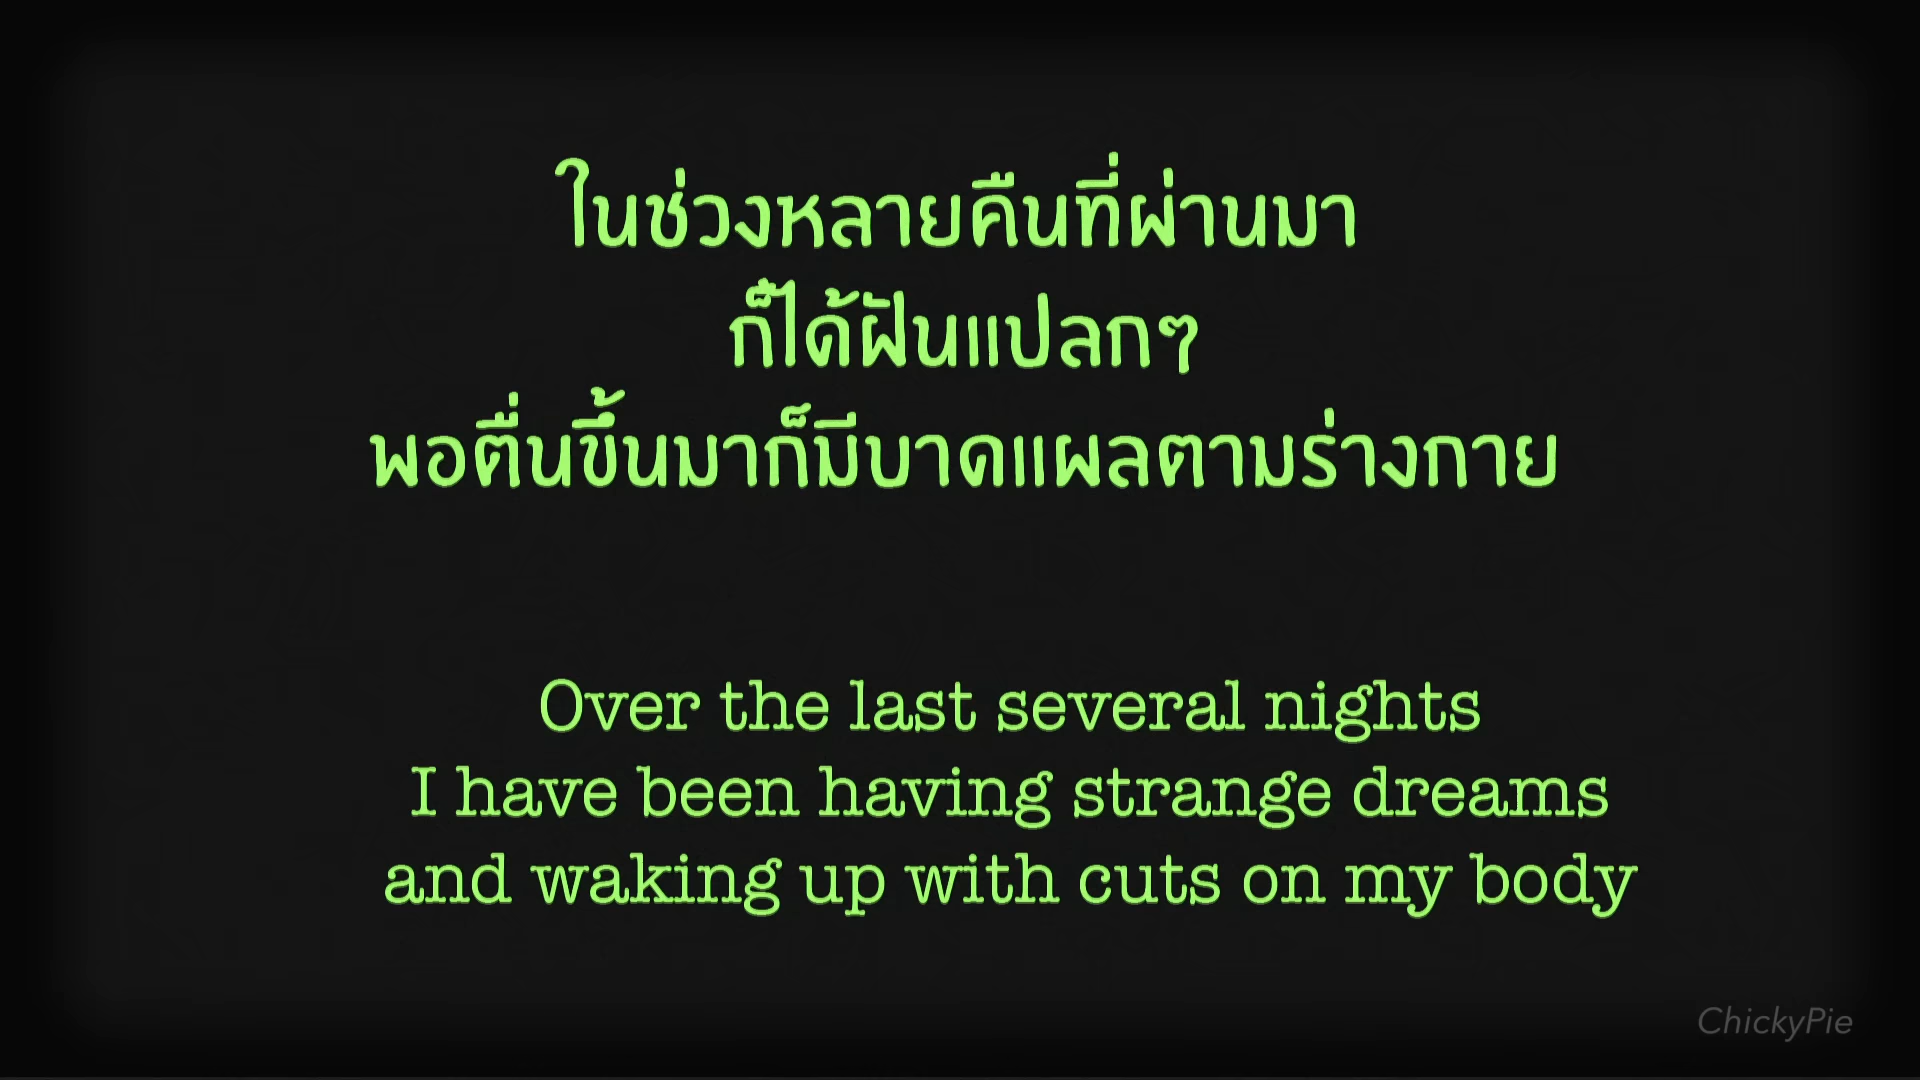 ในช่วงหลายคืนที่ผ่านมา
ก็ได้ฝันแปลกๆ
พอตื่นขึ้นมาก็มีบาดแผลตามร่างกาย
Over the last several nights
I have been having strange dreams
and waking up with cuts on my body
ChickyPie